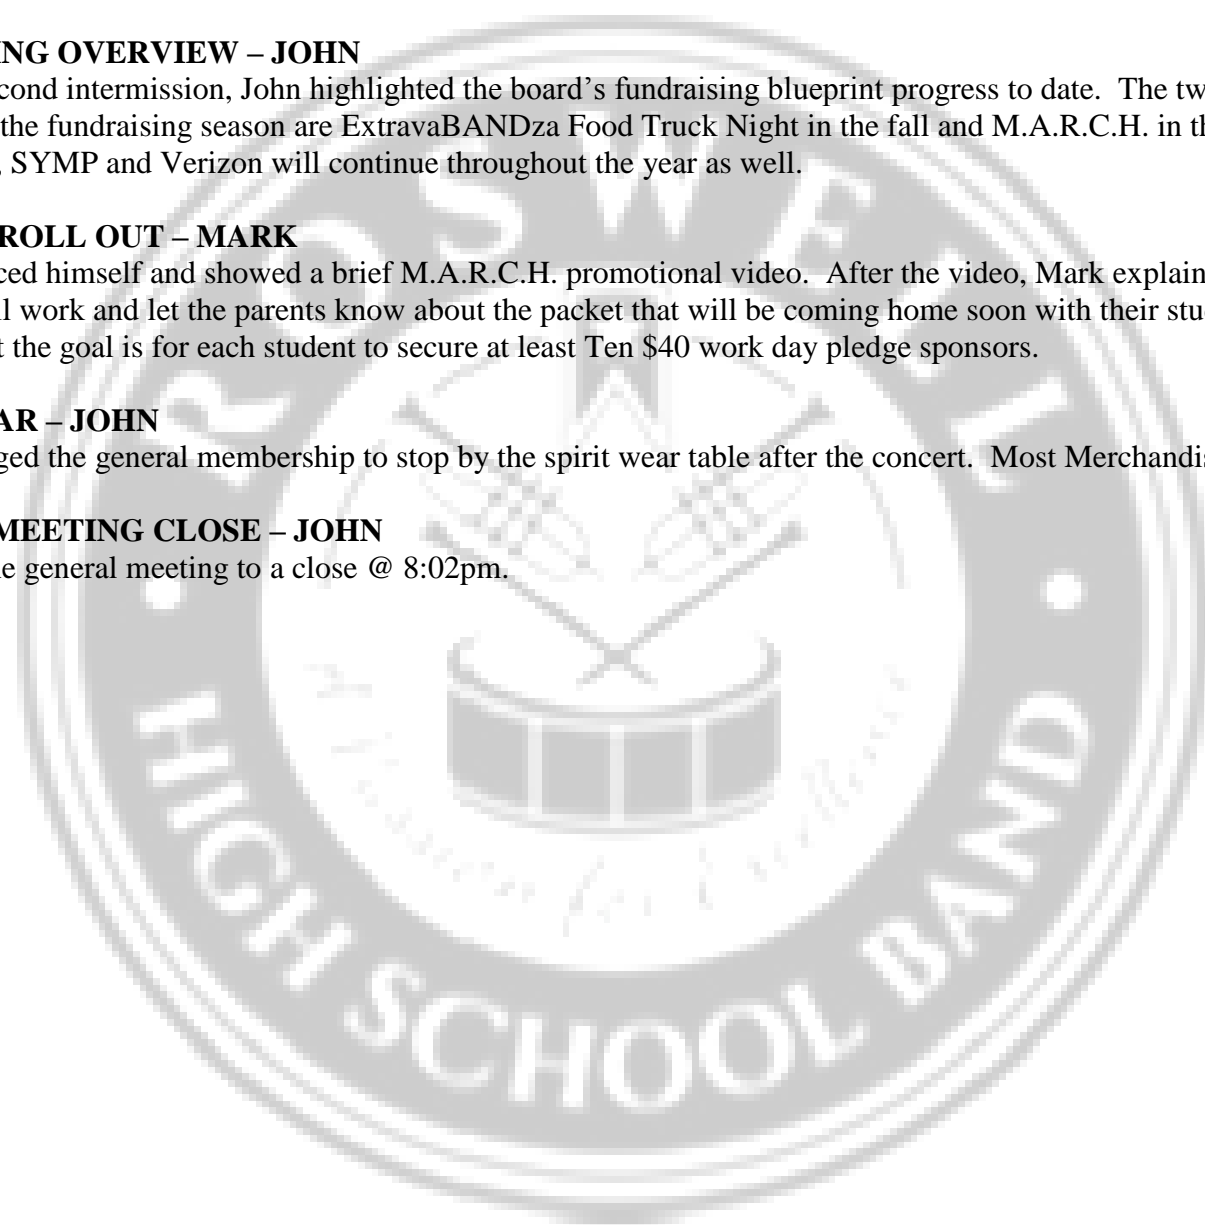 NG OVERVIEW – JOHN
cond intermission, John highlighted the board’s fundraising blueprint progress to date. The tw
the fundraising season are ExtravaBANDza Food Truck Night in the fall and M.A.R.C.H. in th
, SYMP and Verizon will continue throughout the year as well.
ROLL OUT – MARK
ced himself and showed a brief M.A.R.C.H. promotional video. After the video, Mark explain
ll work and let the parents know about the packet that will be coming home soon with their stu
t the goal is for each student to secure at least Ten $40 work day pledge sponsors.
AR – JOHN
ged the general membership to stop by the spirit wear table after the concert. Most Merchandis
MEETING CLOSE – JOHN
e general meeting to a close @ 8:02pm.
ROSWELL
HIGH SCHOOL BAND
for Excellence